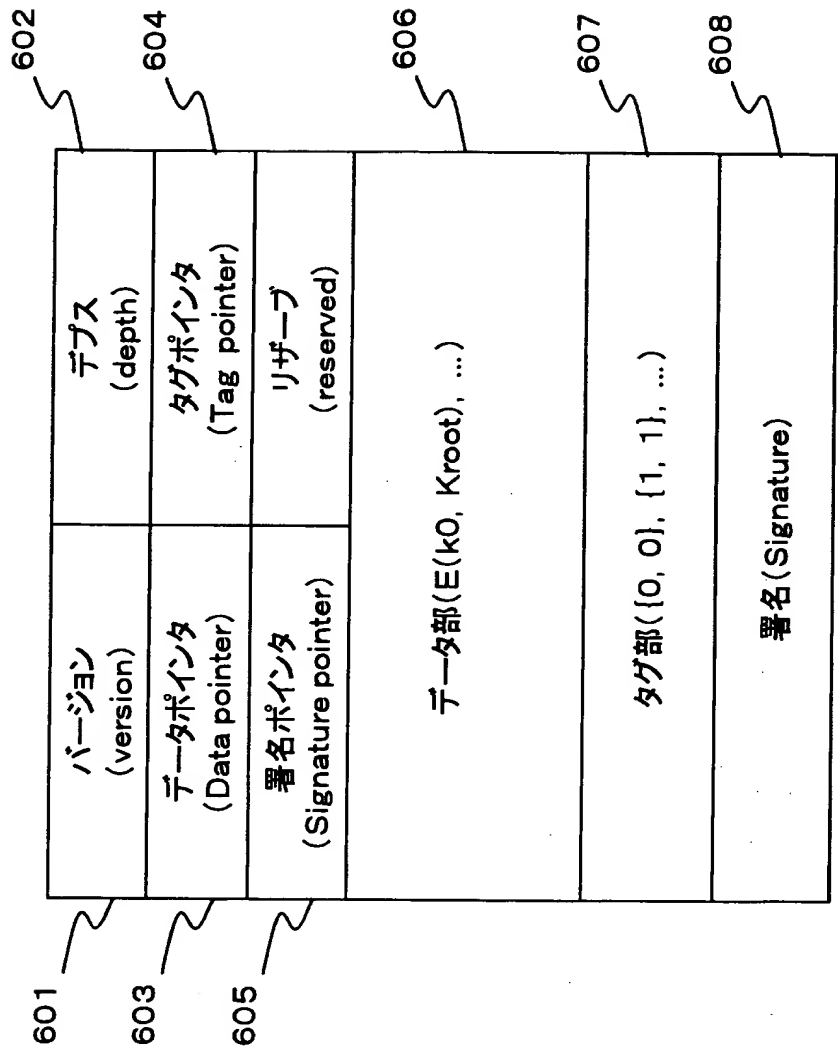 602
604
606
607
608
バージョン
(version)
デプス
(depth)
データポインタ
(Data pointer)
タグポインタ
(Tag pointer)
署名ポインタ
(Signature pointer)
リザーブ
(reserved)
データ部(E(k0, Kroot), ...)
タグ部({0, 0}, {1, 1}, ...)
署名(Signature)
601
603
605